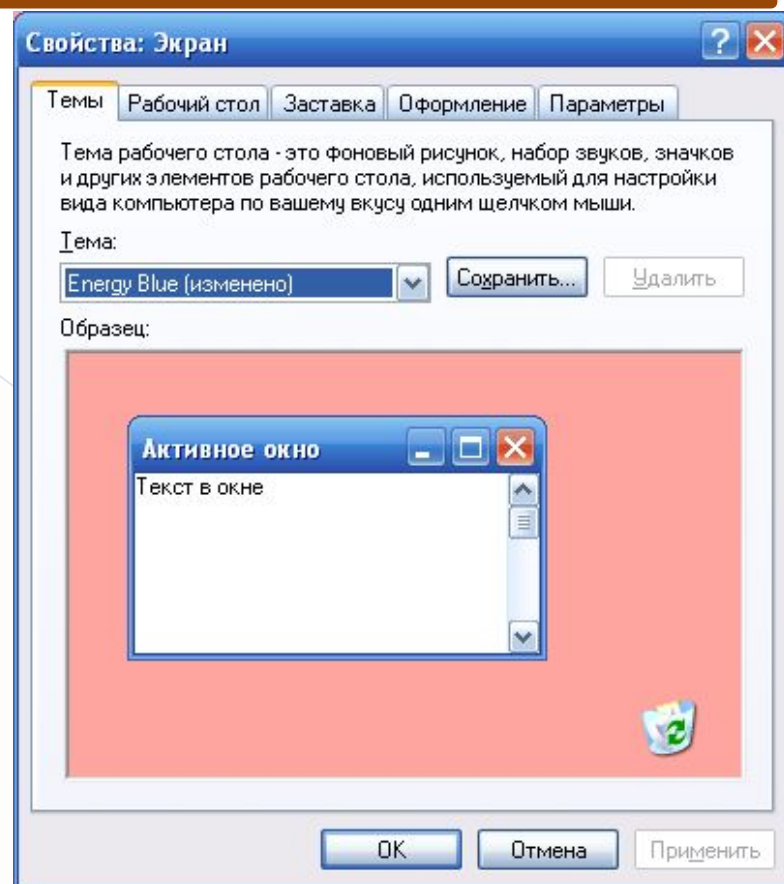 Свойства: Экран
Темы Рабочий стол Заставка Оформление Параметры
Тема рабочего стола - это фоновый рисунок, набор звуков, значков
и других элементов рабочего стола, используемый для настройки
вида компьютера по вашему вкусу одним щелчком мыши.
Тема:
Energy Blue (изменено) Сохранить... Удалить
Образец:
Активное окно
Текст в окне
OK Отмена Применить